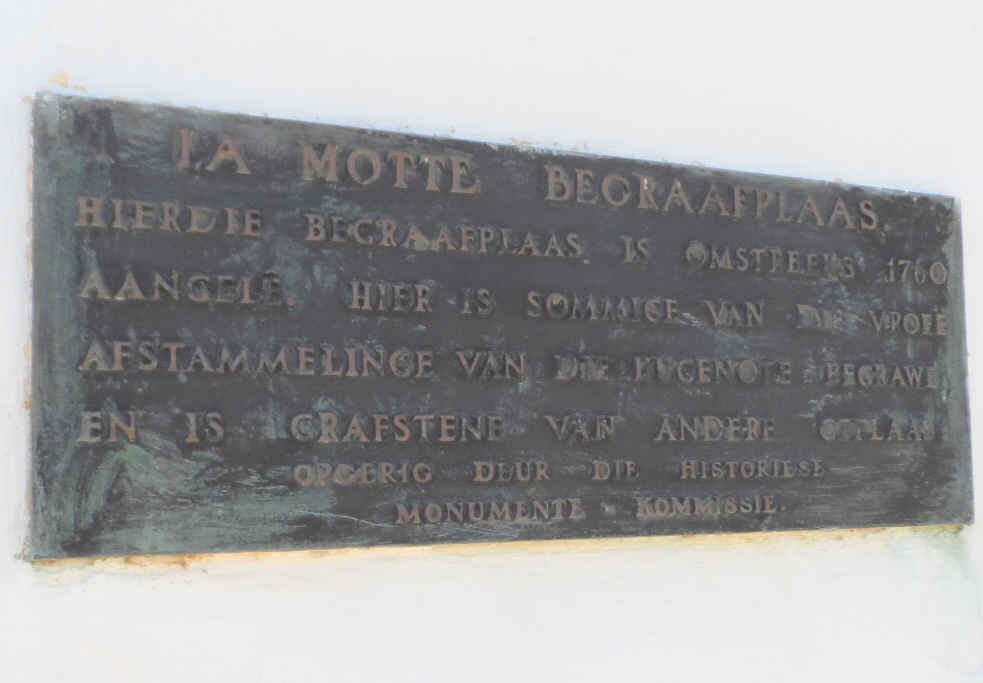 LA MOTTE BEGRAAFPLAAS
HIERDIE BEGRAAFPLAAS IS OMSTREEKS 1760
AANGELÊ. HIER IS SOMMIGE VAN DIE VROEË
AFSTAMMELINGE VAN DIE HUGENOTE BEGRAWE
EN IS GRAFSTENE VAN ANDERE GEPLAAS
OPGERIG DEUR DIE HISTORIESE
MONUMENTE KOMMISSIE.